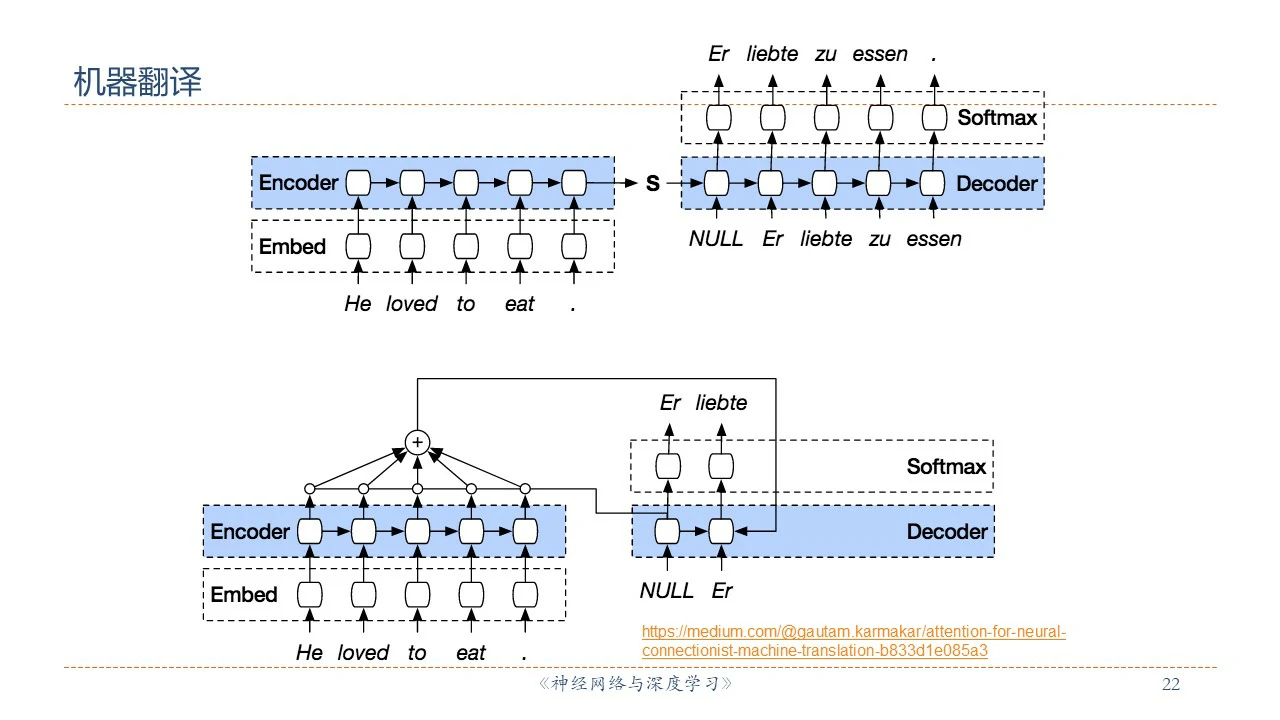 机器翻译
Er liebte zu essen .
Softmax
Encoder
S
Decoder
Embed
NULL Er liebte zu essen
He loved to eat .
Er liebte
+
Softmax
Encoder
Decoder
Embed
NULL Er
He loved to eat .
https://medium.com/@gautam.karmakar/attention-for-neural-
connectionist-machine-translation-b833d1e085a3
《神经网络与深度学习》
22